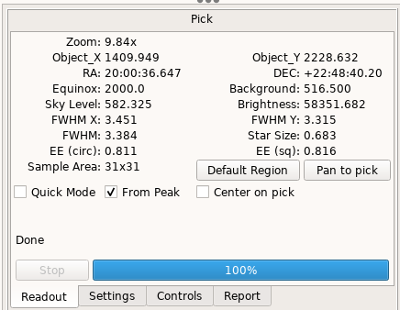 Pick
Zoom: 9.84x
Object_X 1409.949 Object_Y 2228.632
RA: 20:00:36.647 DEC: +22:48:40.20
Equinox: 2000.0 Background: 516.500
Sky Level: 582.325 Brightness: 58351.682
FWHM X: 3.451 FWHM Y: 3.315
FWHM: 3.384 Star Size: 0.683
EE (circ): 0.811 EE (sq): 0.816
Sample Area: 31x31 Default Region Pan to pick
Quick Mode From Peak Center on pick
Done
Stop 100%
Readout Settings Controls Report